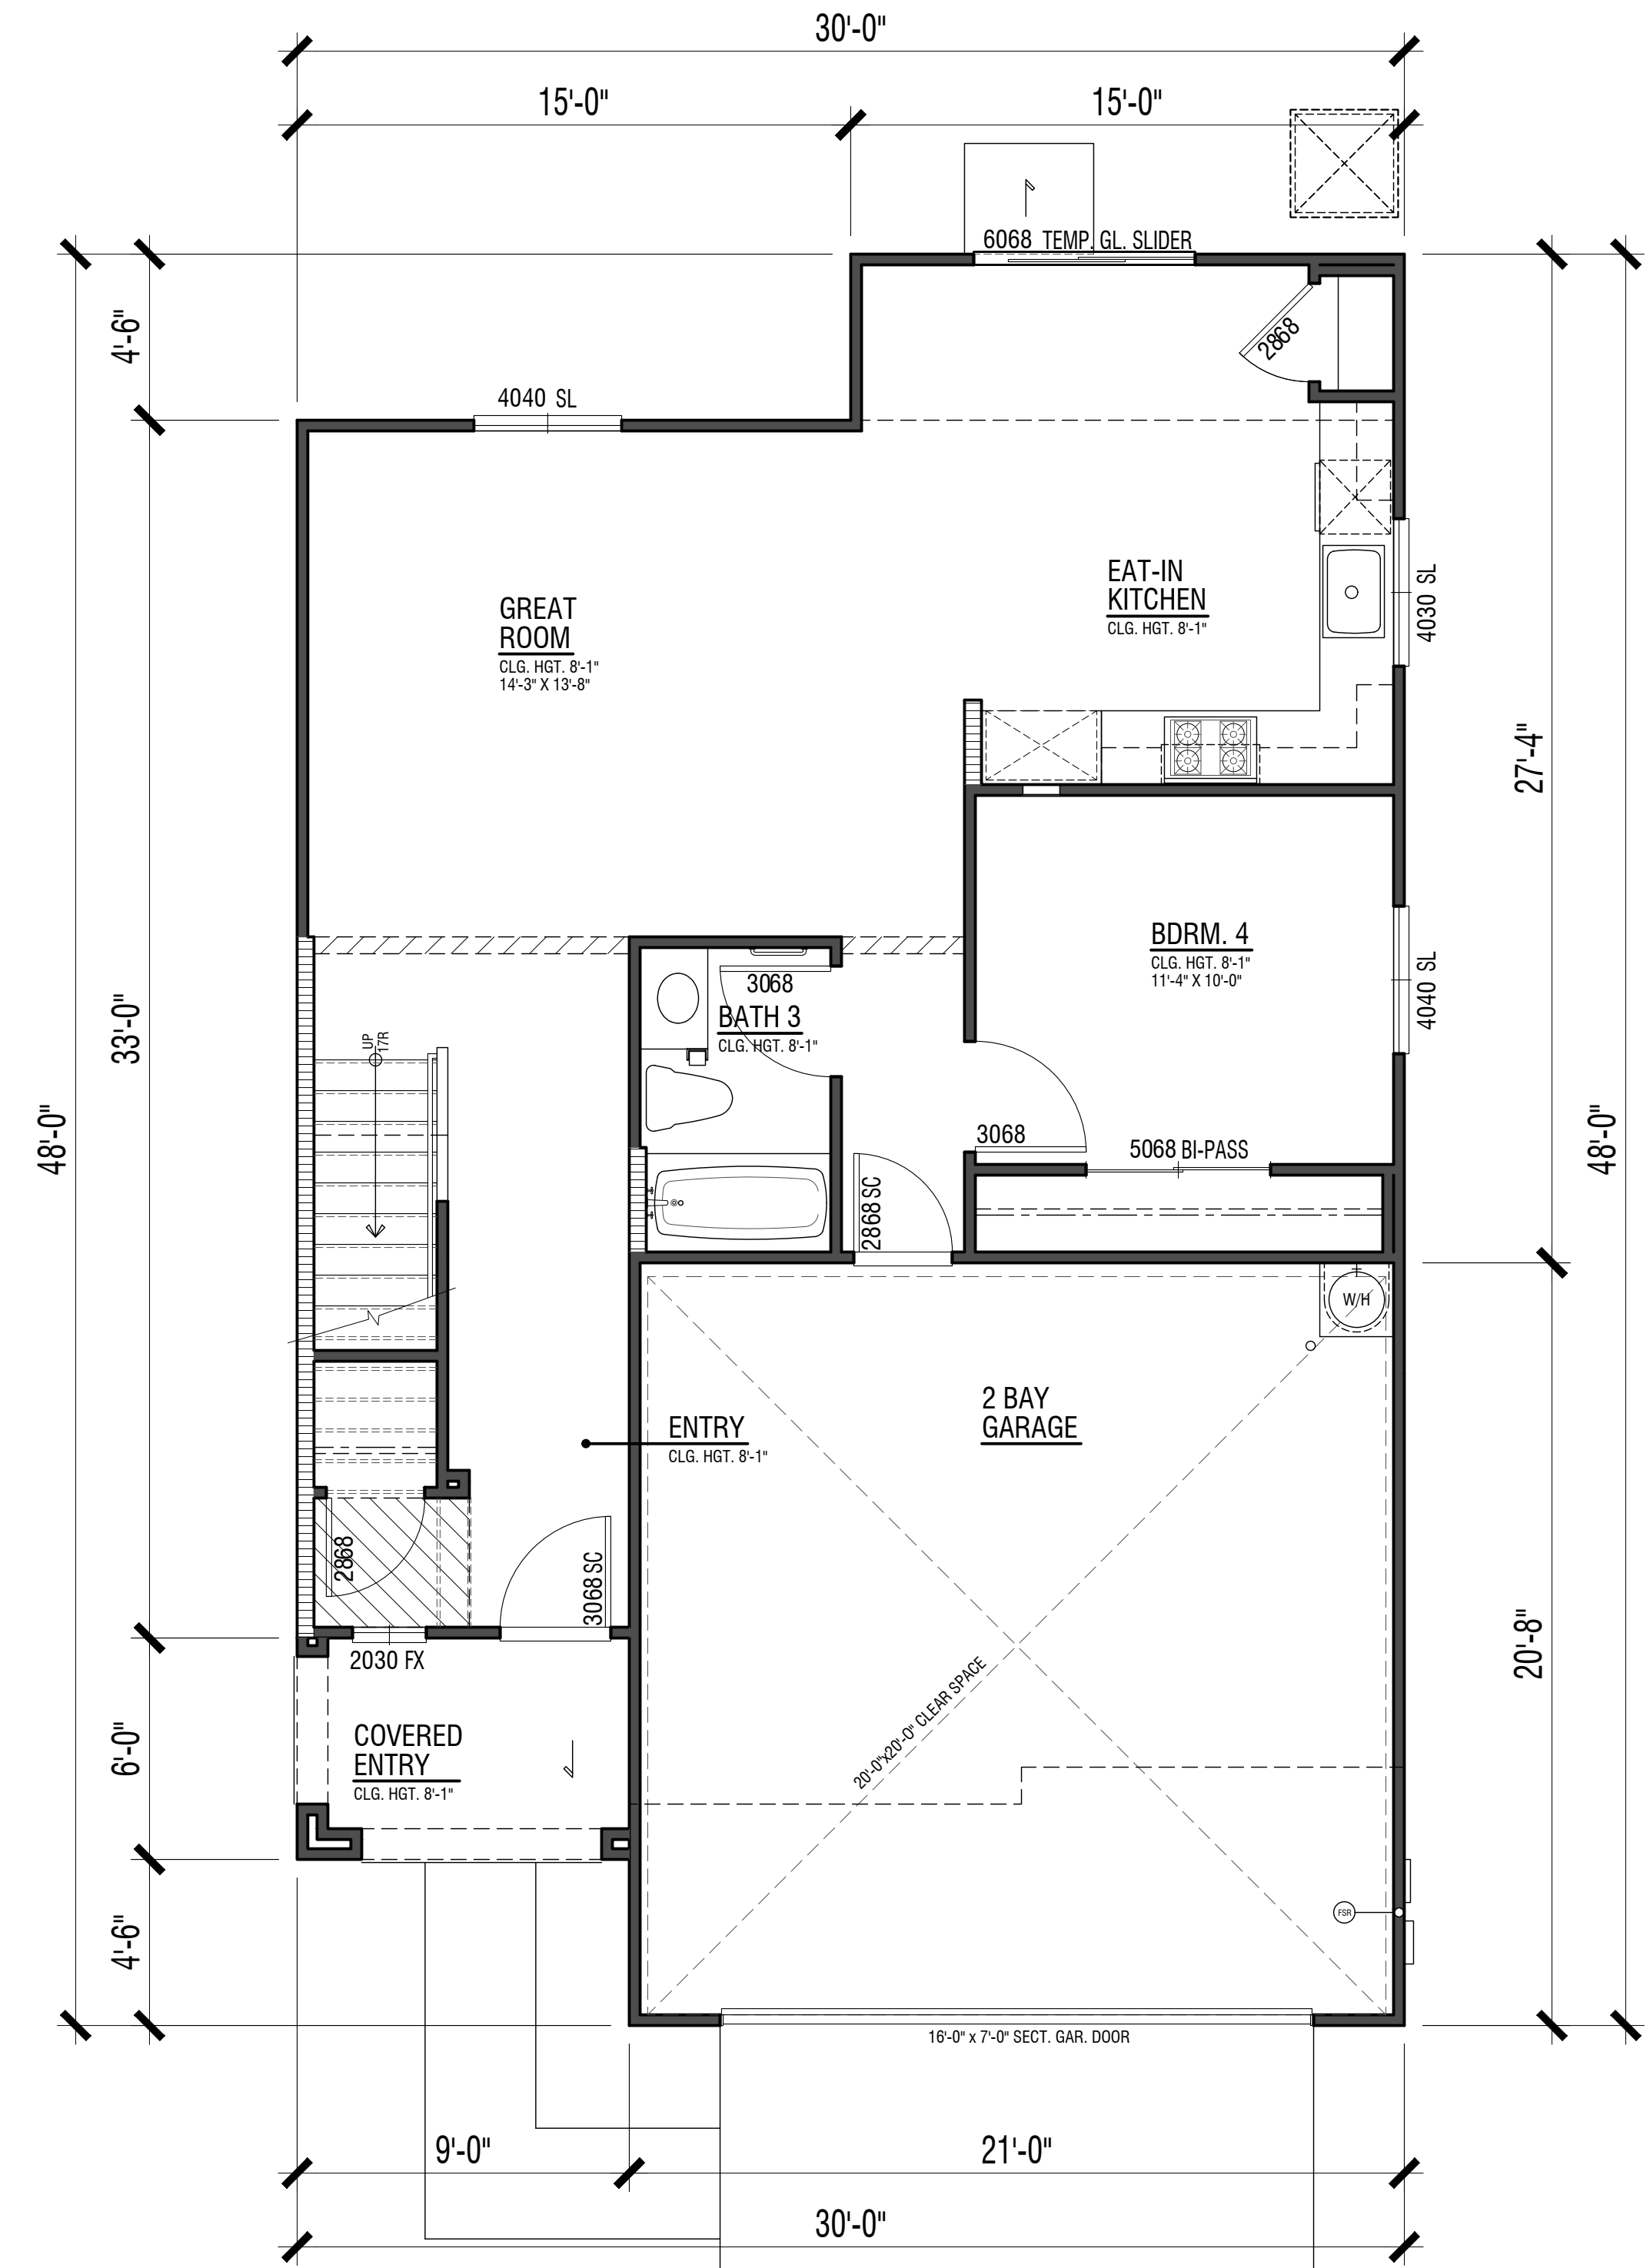 30'-0"
15'-0"
15'-0"
6068 TEMP. GL. SLIDER
4'-6"
2868
4040 SL
EAT-IN
KITCHEN
CLG. HGT. 8'-1"
4030 SL
GREAT
ROOM
CLG. HGT. 8'-1"
14'-3" X 13'-8"
27'-4"
BDRM. 4
CLG. HGT. 8'-1"
11'-4" X 10'-0"
4040 SL
3068
BATH 3
CLG. HGT. 8'-1"
33'-0"
UP
17R
48'-0"
48'-0"
3068
5068 BI-PASS
2868 SC
W/H
2 BAY
GARAGE
ENTRY
CLG. HGT. 8'-1"
2868
3068 SC
20'-8"
2030 FX
20'-0"x20'-0" CLEAR SPACE
COVERED
ENTRY
CLG. HGT. 8'-1"
6'-0"
FSR
4'-6"
16'-0" x 7'-0" SECT. GAR. DOOR
9'-0"
21'-0"
30'-0"